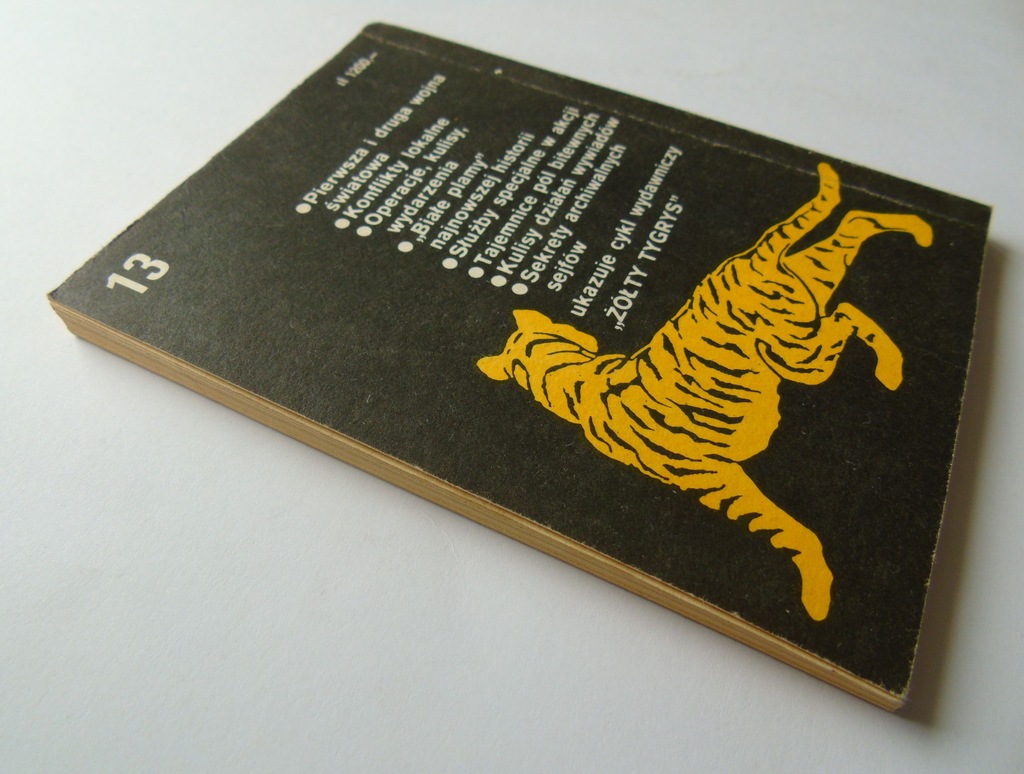 zł 1200,–
13
●Pierwsza i druga wojna
światowa
●Konflikty lokalne
●Operacje, kulisy,
wydarzenia
●„Białe plamy”
najnowszej historii
●Służby specjalne w akcji
●Tajemnice pól bitewnych
●Kulisy działań wywiadów
●Sekrety archiwalnych
sejfów
ukazuje cykl wydawniczy
„ŻÓŁTY TYGRYS”